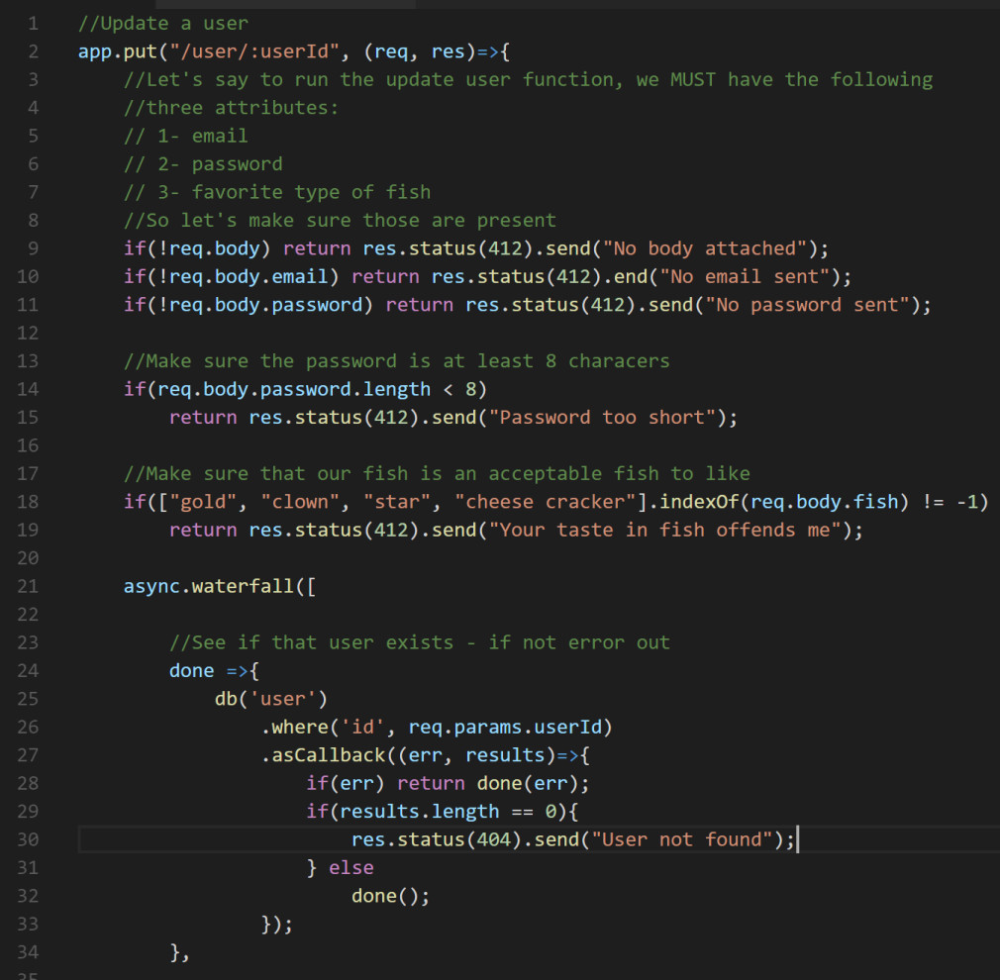 1 //Update a user
2 app.put("/user/:userId", (req, res)=>{
3 //Let's say to run the update user function, we MUST have the following
4 //three attributes:
5 // 1- email
6 // 2- password
7 // 3- favorite type of fish
8 //So let's make sure those are present
9 if(!req.body) return res.status(412).send("No body attached");
10 if(!req.body.email) return res.status(412).end("No email sent");
11 if(!req.body.password) return res.status(412).send("No password sent");
12
13 //Make sure the password is at least 8 characers
14 if(req.body.password.length < 8)
15 return res.status(412).send("Password too short");
16
17 //Make sure that our fish is an acceptable fish to like
18 if(["gold", "clown", "star", "cheese cracker"].indexOf(req.body.fish) != -1)
19 return res.status(412).send("Your taste in fish offends me");
20
21 async.waterfall([
22
23 //See if that user exists - if not error out
24 done =>{
25 db('user')
26 .where('id', req.params.userId)
27 .asCallback((err, results)=>{
28 if(err) return done(err);
29 if(results.length == 0){
30 res.status(404).send("User not found");
31 } else
32 done();
33 });
34 },
35